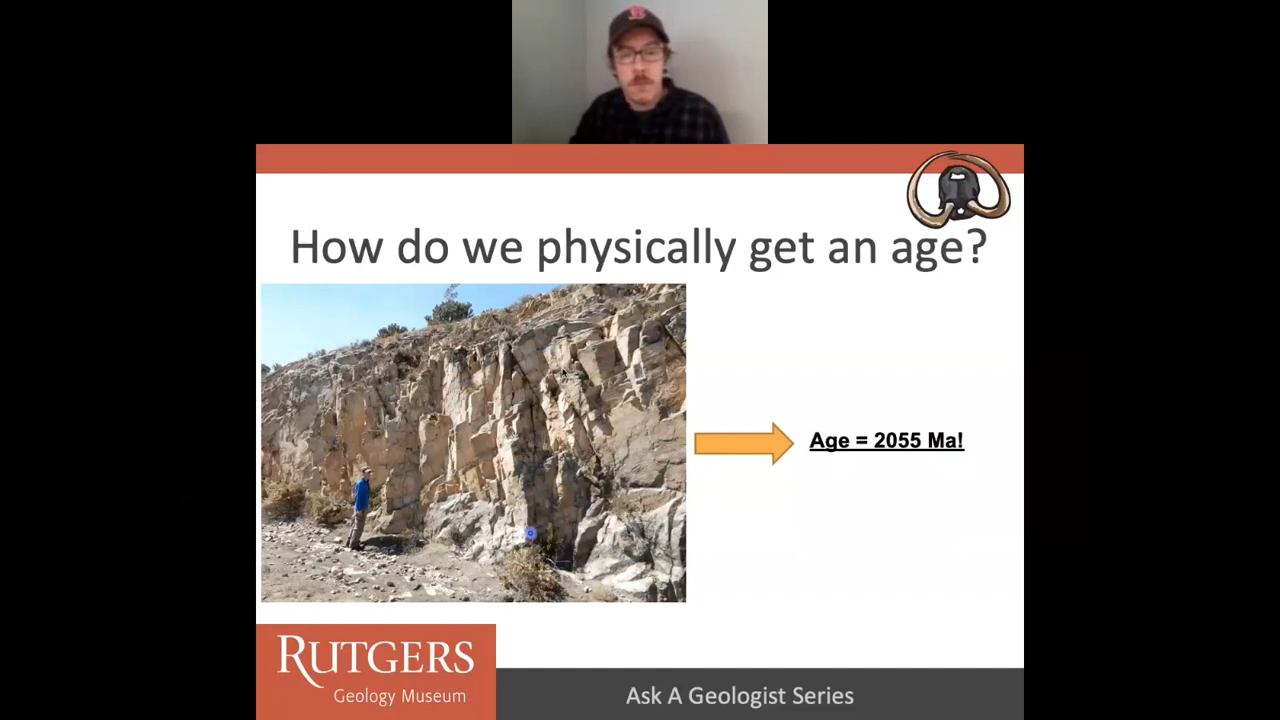 How do we physically get an age?
Age = 2055 Ma!
RUTGERS
Geology Museum
Ask A Geologist Series